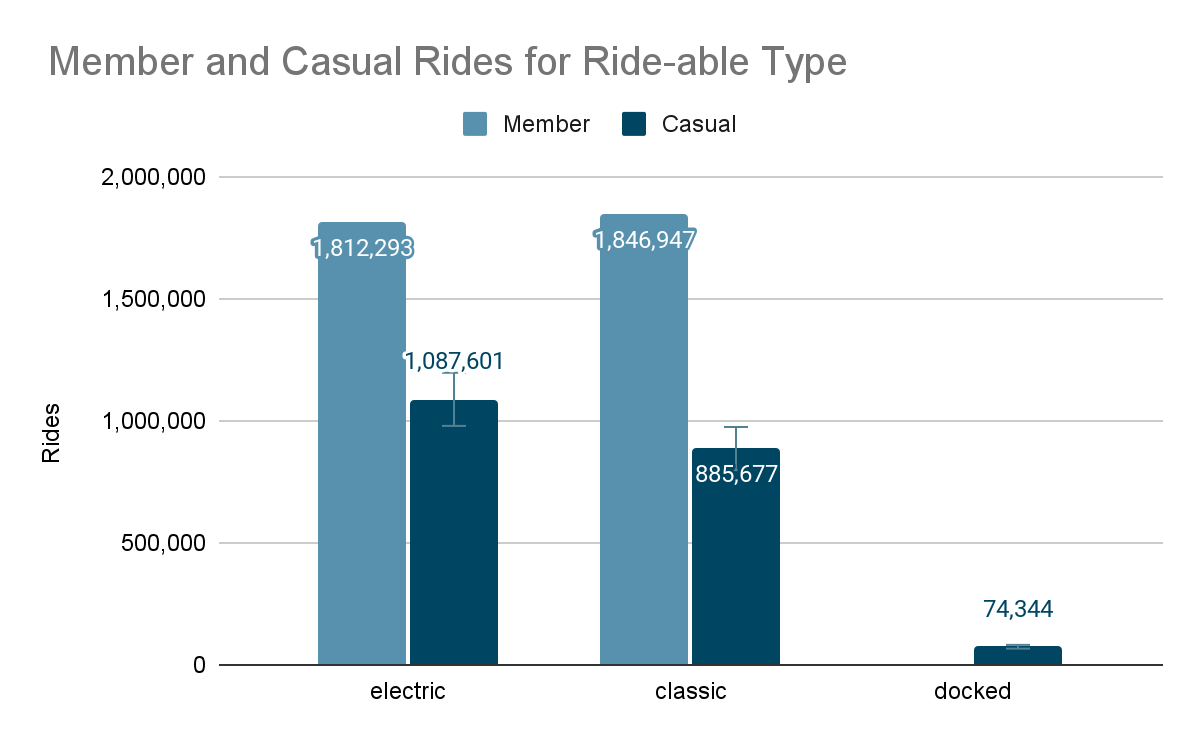 Member and Casual Rides for Ride-able Type
Member Casual
2,000,000
1,812,293
1,846,947
1,500,000
1,087,601
1,000,000
Rides
885,677
500,000
74,344
0
electric classic docked